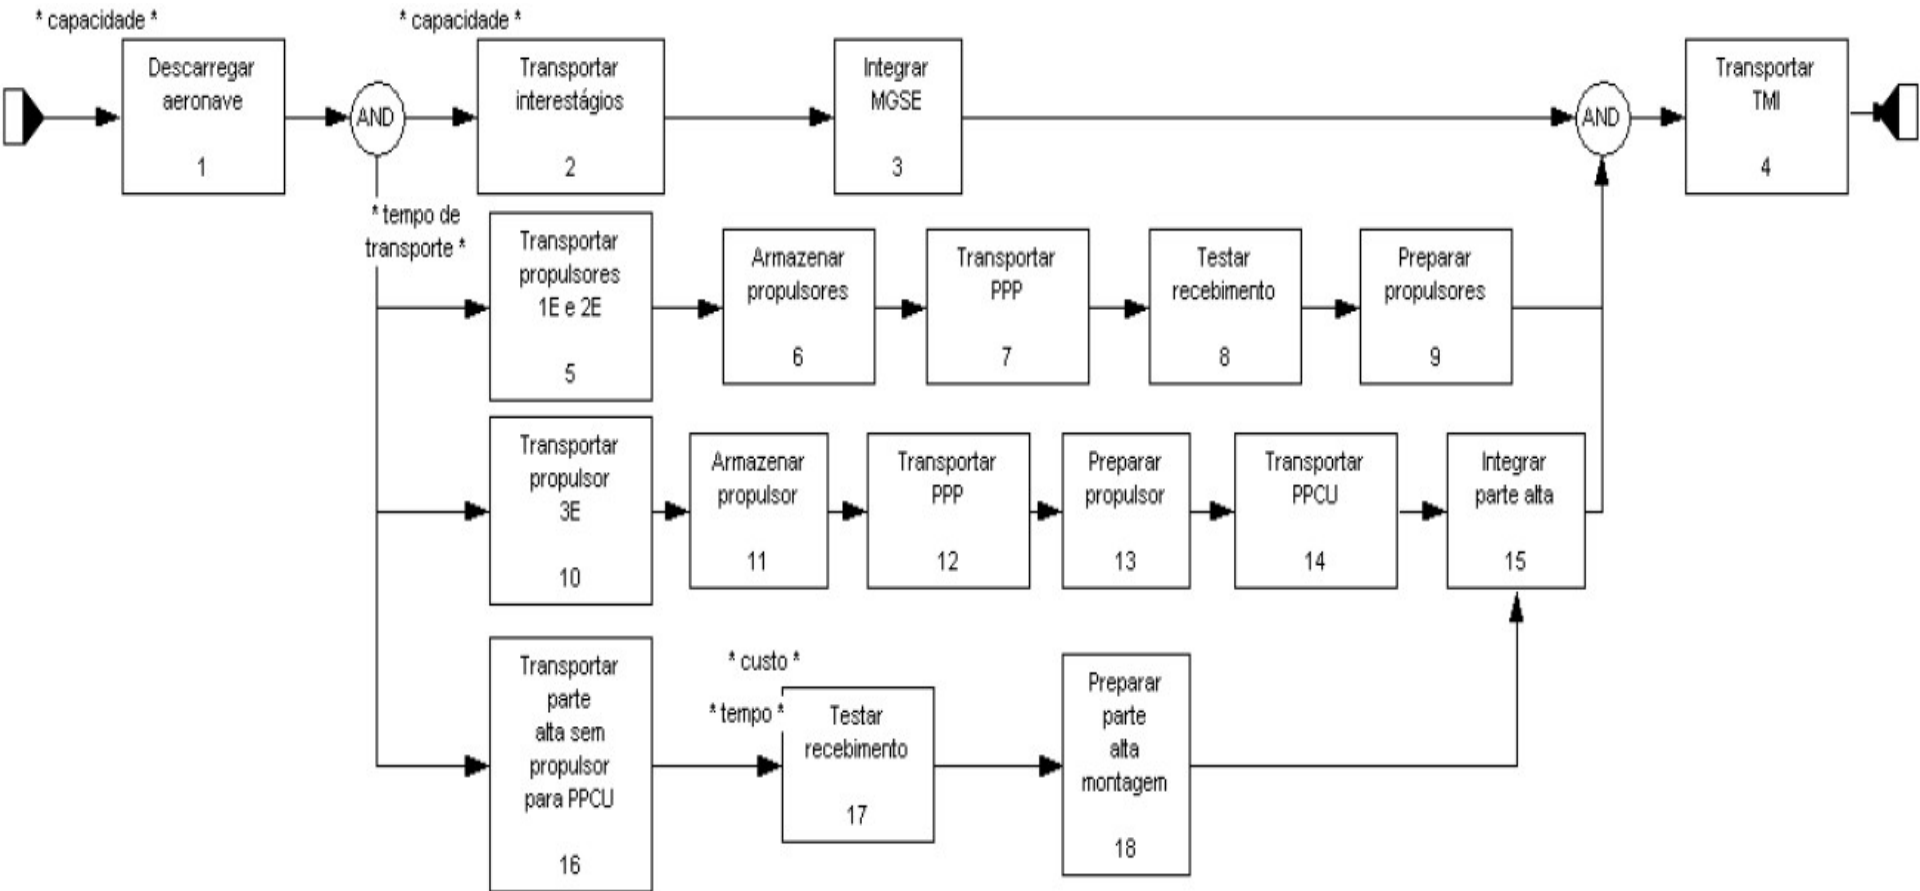 * capacidade *
* capacidade *
Descarregar
aeronave
1
AND
Transportar
interestágios
2
Integrar
MGSE
3
AND
Transportar
TMI
4
* tempo de
transporte *
Transportar
propulsores
1E e 2E
5
Armazenar
propulsores
6
Transportar
PPP
7
Testar
recebimento
8
Preparar
propulsores
9
Transportar
propulsor
3E
10
Armazenar
propulsor
11
Transportar
PPP
12
Preparar
propulsor
13
Transportar
PPCU
14
Integrar
parte alta
15
Transportar
parte
alta sem
propulsor
para PPCU
16
* custo *
* tempo *
Testar
recebimento
17
Preparar
parte
alta
montagem
18